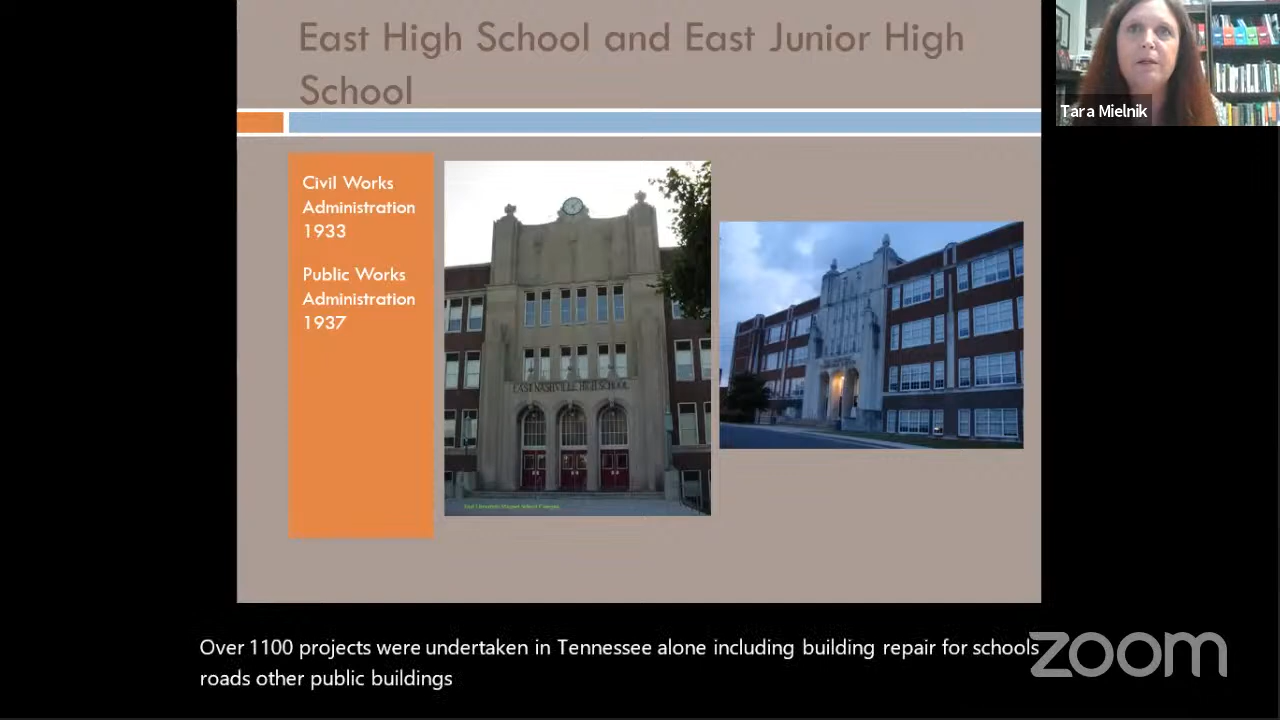 East High School and East Junior High
School
Tara Mielnik
Civil Works
Administration
1933
Public Works
Administration
1937
EAST NASHVILLE HIGH SCHOOL
Over 1100 projects were undertaken in Tennessee alone including building repair for schools
roads other public buildings
zoom